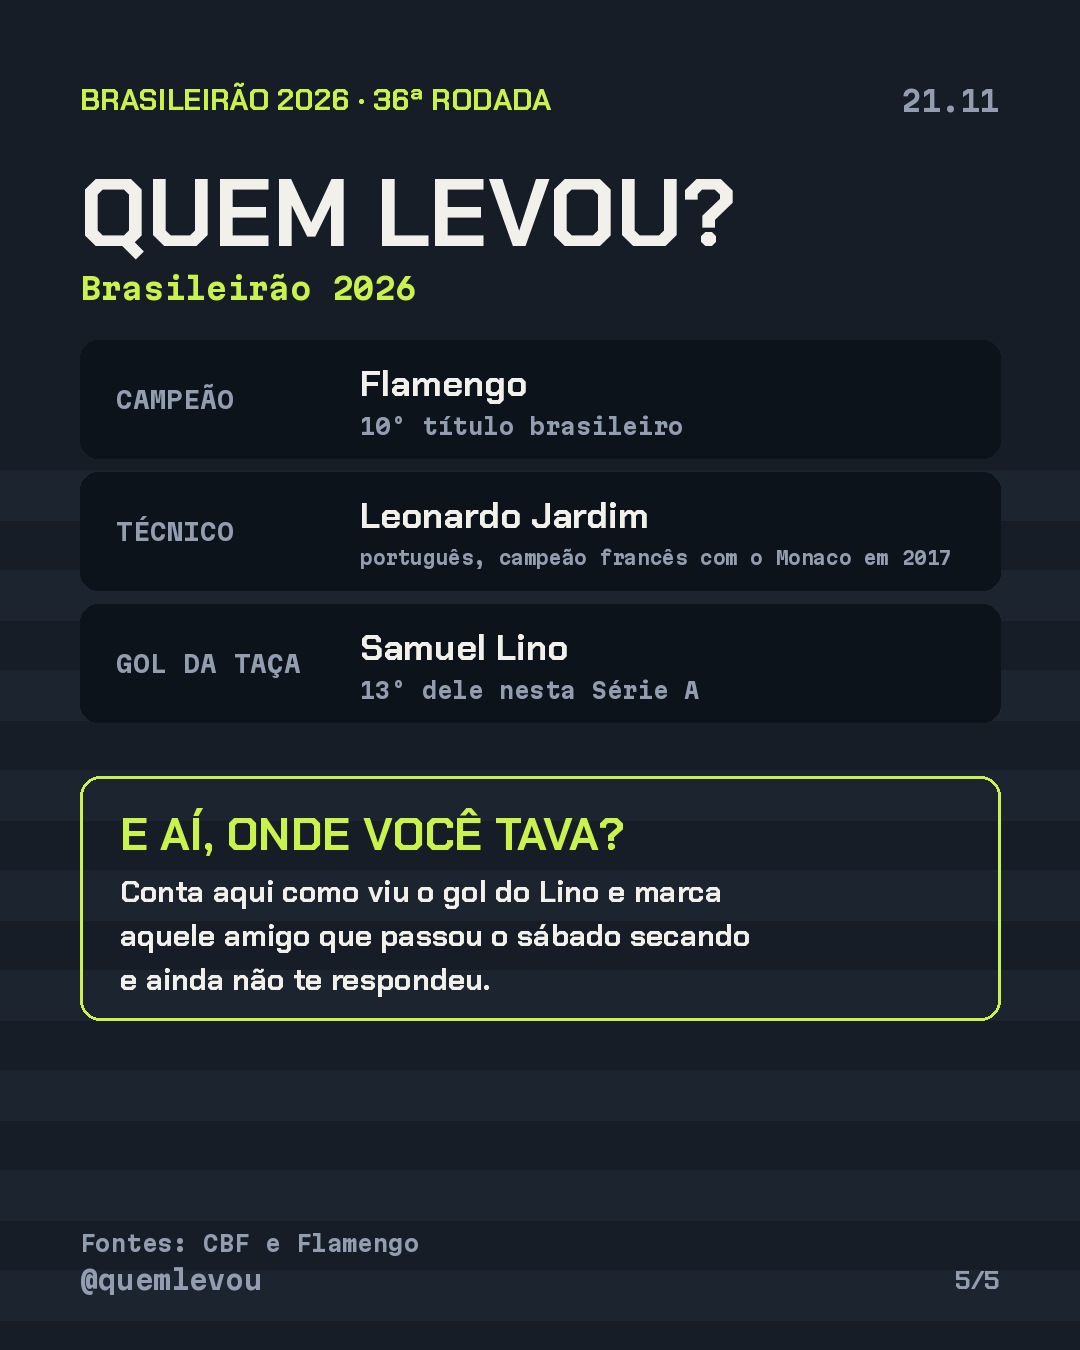 BRASILEIRÃO 2026 · 36ª RODADA
21.11
QUEM LEVOU?
Brasileirão 2026
CAMPEÃO
Flamengo
10° título brasileiro
TÉCNICO
Leonardo Jardim
português, campeão francês com o Monaco em 2017
GOL DA TAÇA
Samuel Lino
13° dele nesta Série A
E AÍ, ONDE VOCÊ TAVA?
Conta aqui como viu o gol do Lino e marca
aquele amigo que passou o sábado secando
e ainda não te respondeu.
Fontes: CBF e Flamengo
@quemlevou
5/5